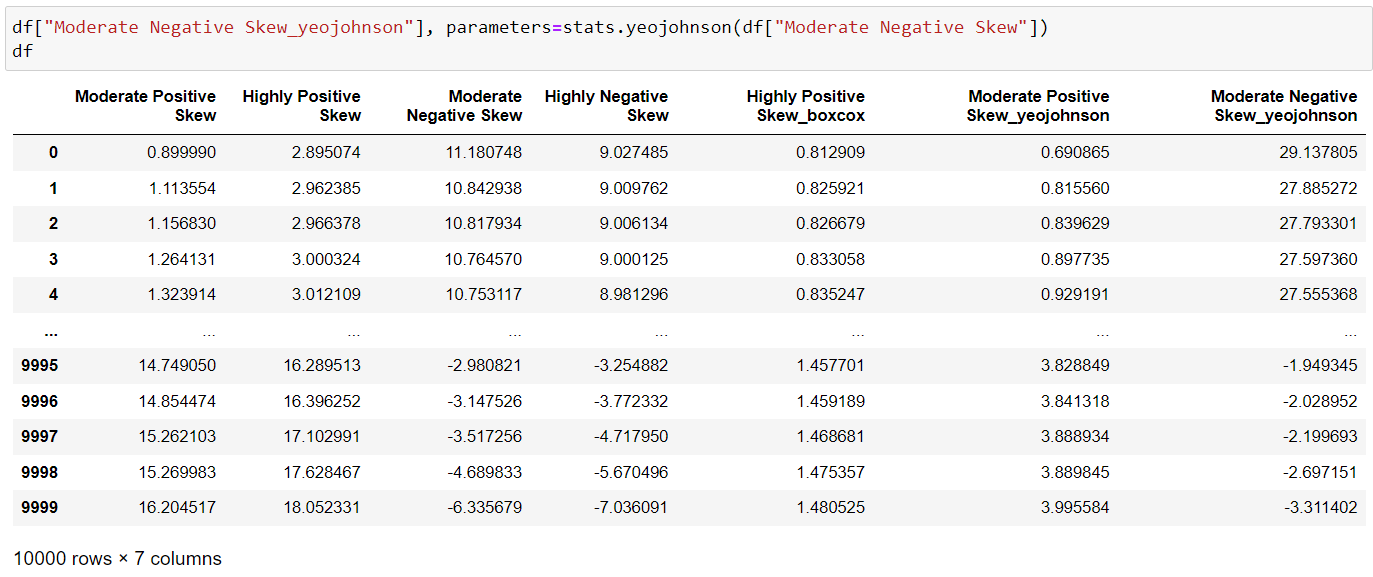 df["Moderate Negative Skew_yeojohnson"], parameters=stats.yeojohnson(df["Moderate Negative Skew"])
df
Moderate Positive Skew Highly Positive Skew Moderate Negative Skew Highly Negative Skew Highly Positive Skew_boxcox Moderate Positive Skew_yeojohnson Moderate Negative Skew_yeojohnson
0 0.899990 2.895074 11.180748 9.027485 0.812909 0.690865 29.137805
1 1.113554 2.962385 10.842938 9.009762 0.825921 0.815560 27.885272
2 1.156830 2.966378 10.817934 9.006134 0.826679 0.839629 27.793301
3 1.264131 3.000324 10.764570 9.000125 0.833058 0.897735 27.597360
4 1.323914 3.012109 10.753117 8.981296 0.835247 0.929191 27.555368
... ... ... ... ... ... ... ...
9995 14.749050 16.289513 -2.980821 -3.254882 1.457701 3.828849 -1.949345
9996 14.854474 16.396252 -3.147526 -3.772332 1.459189 3.841318 -2.028952
9997 15.262103 17.102991 -3.517256 -4.717950 1.468681 3.888934 -2.199693
9998 15.269983 17.628467 -4.689833 -5.670496 1.475357 3.889845 -2.697151
9999 16.204517 18.052331 -6.335679 -7.036091 1.480525 3.995584 -3.311402
10000 rows × 7 columns